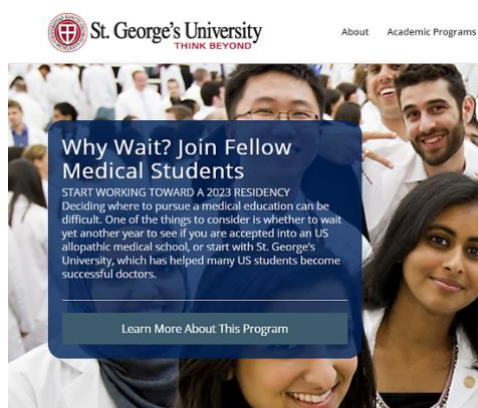 St. George's University
THINK BEYOND
About
Academic Programs
Why Wait? Join Fellow
Medical Students
START WORKING TOWARD A 2023 RESIDENCY
Deciding where to pursue a medical education can be
difficult. One of the things to consider is whether to wait
yet another year to see if you are accepted into an US
allopathic medical school, or start with St. George's
University, which has helped many US students become
successful doctors.
Learn More About This Program